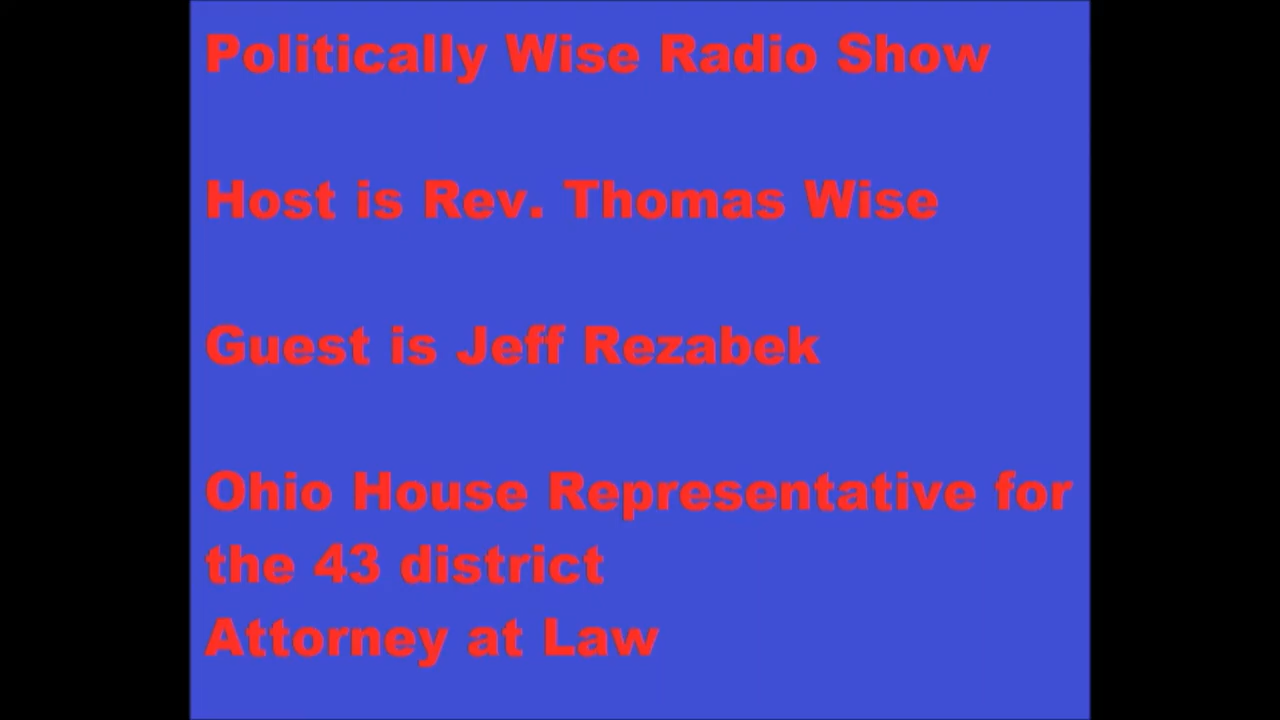 Politically Wise Radio Show
Host is Rev. Thomas Wise
Guest is Jeff Rezabek
Ohio House Representative for
the 43 district
Attorney at Law